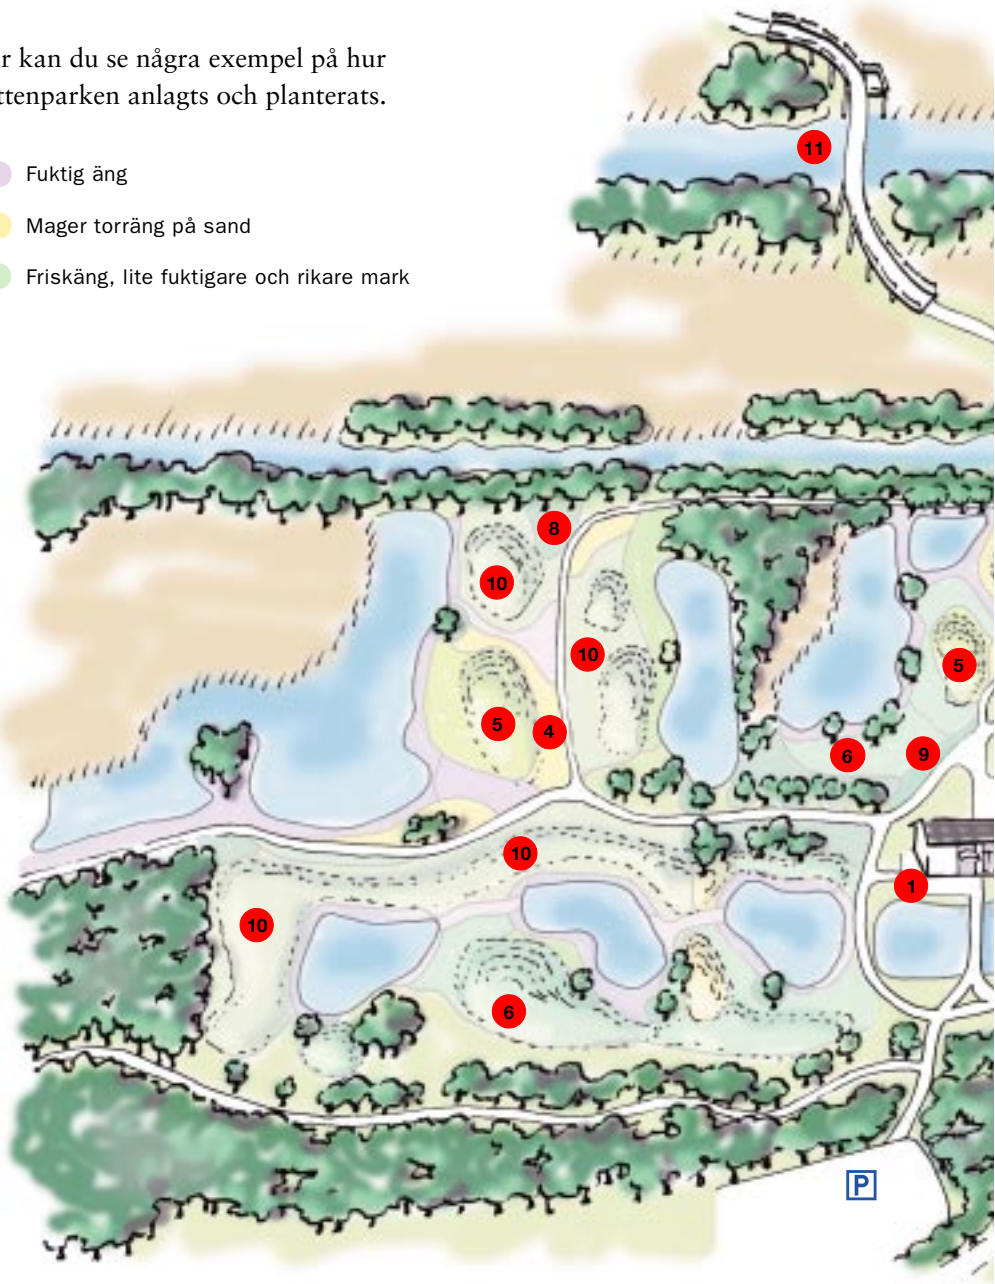 r kan du se några exempel på hur
ttenparken anlagts och planterats.
Fuktig äng
Mager torräng på sand
Friskäng, lite fuktigare och rikare mark
11
8
10
10
5
5
4
6
9
10
1
10
6
P